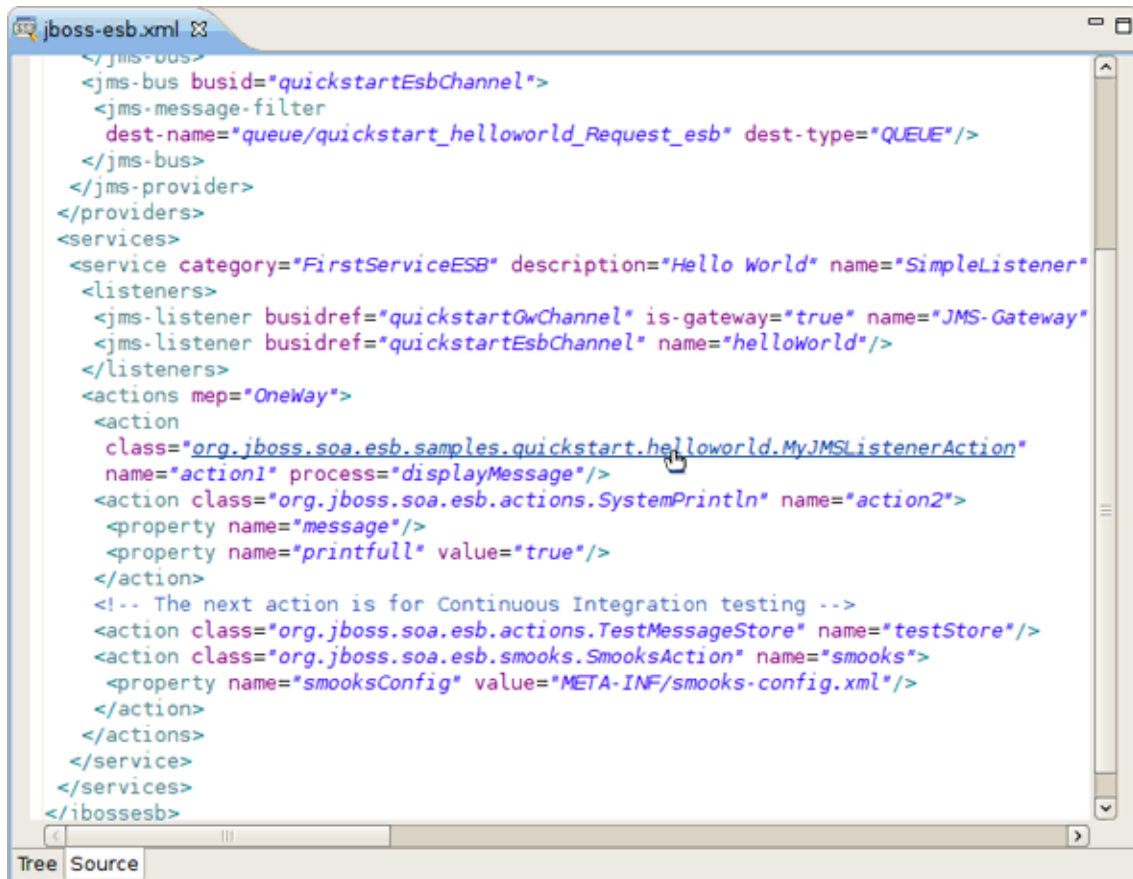 jboss-esb.xml
</jms-bus>
<jms-bus busid="quickstartEsbChannel">
<jms-message-filter
dest-name="queue/quickstart_helloworld_Request_esb" dest-type="QUEUE"/>
</jms-bus>
</jms-provider>
</providers>
<services>
<service category="FirstServiceESB" description="Hello World" name="SimpleListener"
<listeners>
<jms-listener busidref="quickstartGwChannel" is-gateway="true" name="JMS-Gateway"
<jms-listener busidref="quickstartEsbChannel" name="helloWorld"/>
</listeners>
<actions mep="OneWay">
<action
class="org.jboss.soa.esb.samples.quickstart.helloworld.MyJMSListenerAction"
name="action1" process="displayMessage"/>
<action class="org.jboss.soa.esb.actions.SystemPrintln" name="action2">
<property name="message"/>
<property name="printfull" value="true"/>
</action>
<!-- The next action is for Continuous Integration testing -->
<action class="org.jboss.soa.esb.actions.TestMessageStore" name="testStore"/>
<action class="org.jboss.soa.esb.smooks.SmooksAction" name="smooks">
<property name="smooksConfig" value="META-INF/smooks-config.xml"/>
</action>
</actions>
</service>
</services>
</jbossesb>
Tree Source